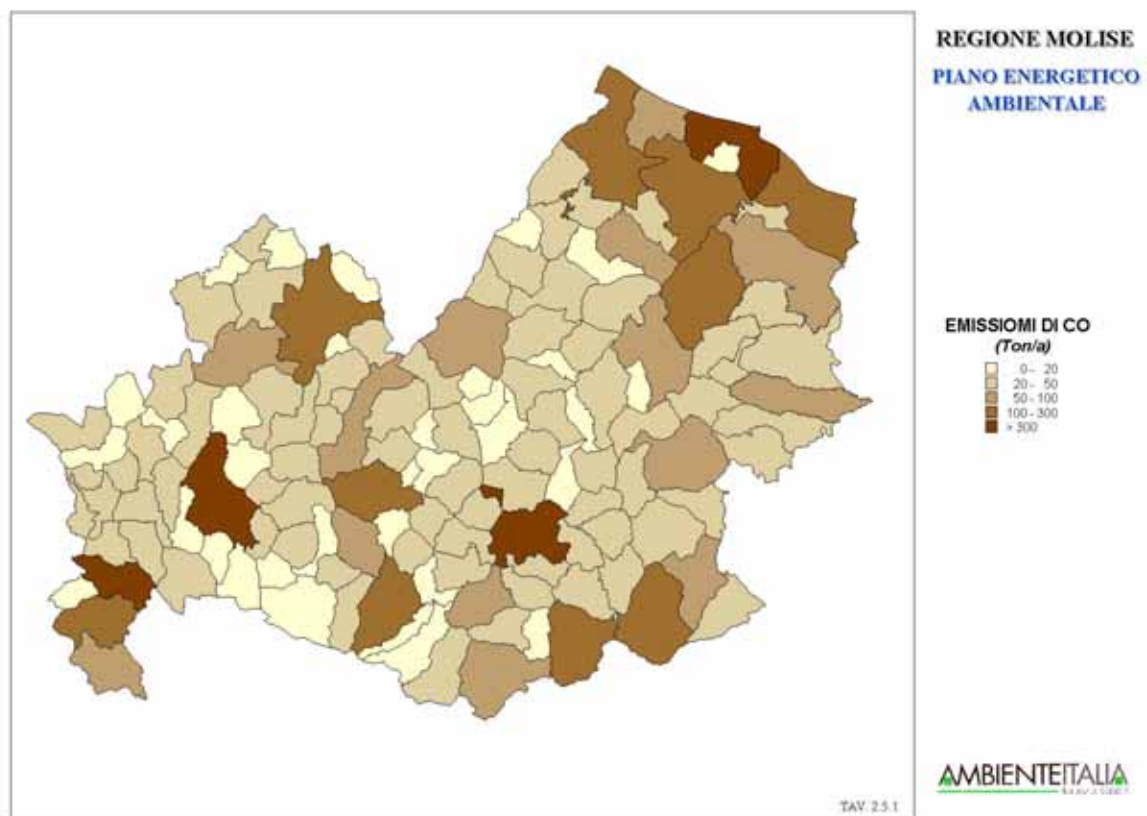 REGIONE MOLISE
PIANO ENERGETICO
AMBIENTALE
EMISSIOMI DI CO
(Ton/a)
0 - 20
20 - 50
50 - 100
100 - 300
> 300
AMBIENTEITALIA
TAV. 2.5.1